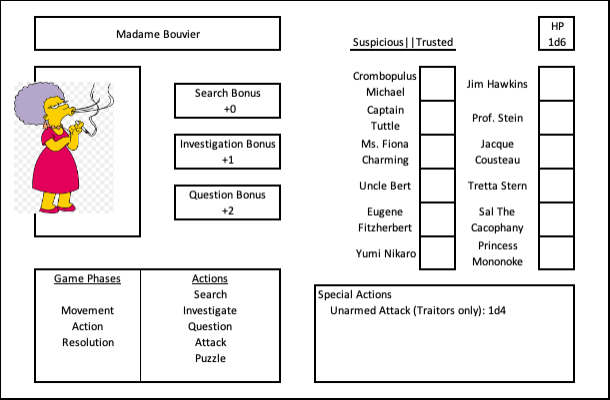 Madame Bouvier
Suspicious||Trusted
HP
1d6
Search Bonus
+0
Investigation Bonus
+1
Question Bonus
+2
Crombopulus
Michael
Jim Hawkins
Captain
Tuttle
Prof. Stein
Ms. Fiona
Charming
Jacque
Cousteau
Uncle Bert
Tretta Stern
Eugene
Fitzherbert
Sal The
Cacophany
Yumi Nikaro
Princess
Mononoke
Game Phases
Movement
Action
Resolution
Actions
Search
Investigate
Question
Attack
Puzzle
Special Actions
Unarmed Attack (Traitors only): 1d4